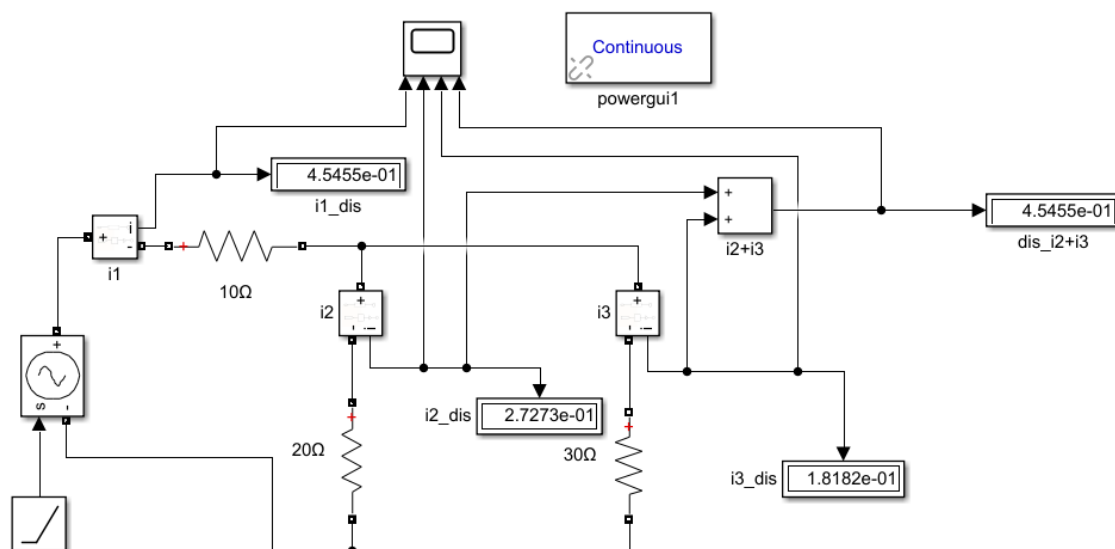 Continuous
powergui1
4.5455e-01
i1_dis
+
i
-
i1
+
10Ω
+
+
i2+i3
4.5455e-01
dis_i2+i3
i2
+
-
i
i3
+
-
i
+
s
-
i2_dis
2.7273e-01
+
20Ω
+
30Ω
i3_dis
1.8182e-01